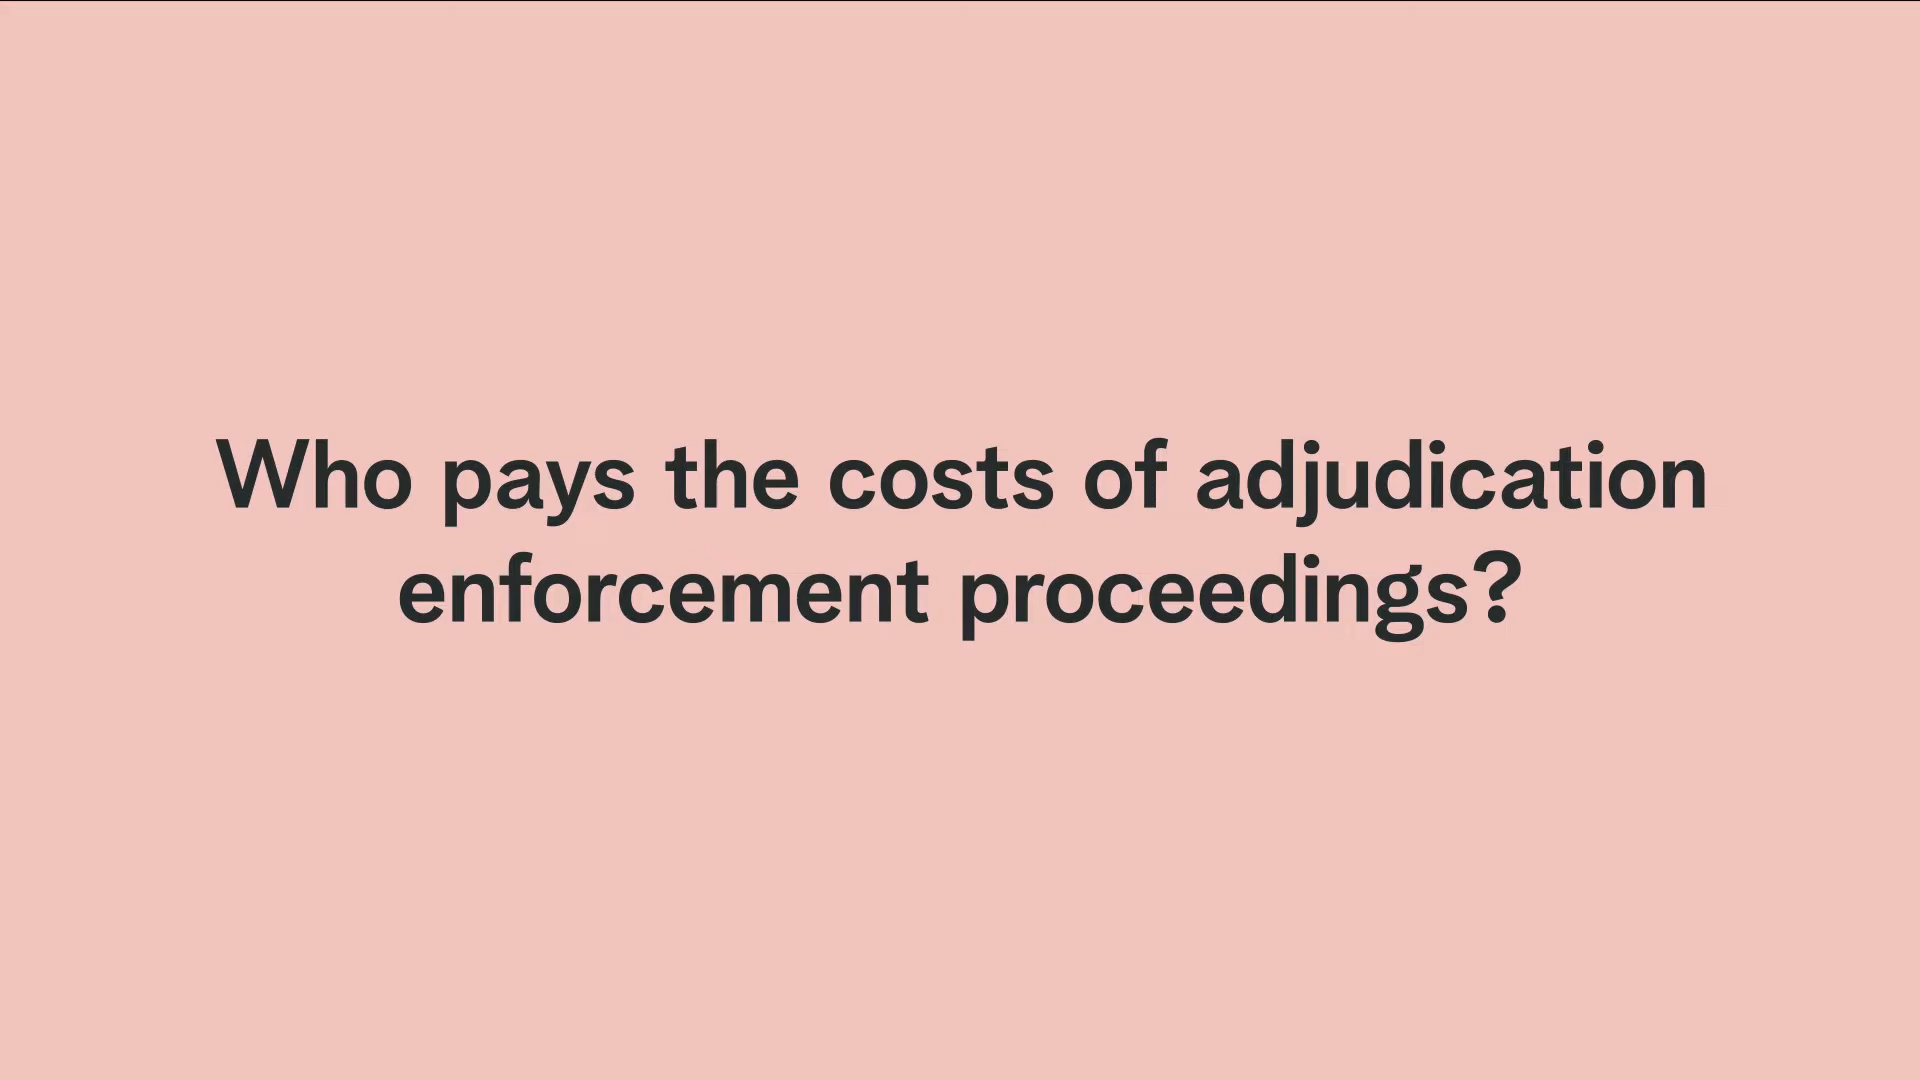 Who pays the costs of adjudication
enforcement proceedings?